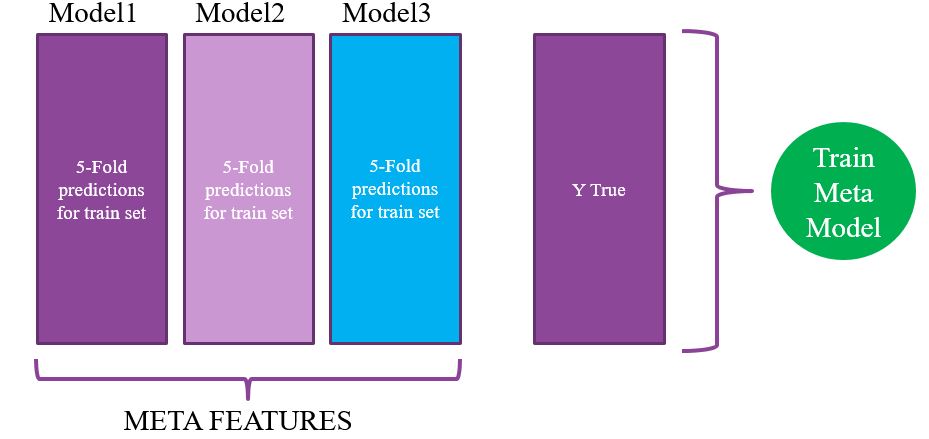 Model1
Model2
Model3
5-Fold
predictions
for train set
5-Fold
predictions
for train set
5-Fold
predictions
for train set
Y True
Train
Meta
Model
META FEATURES